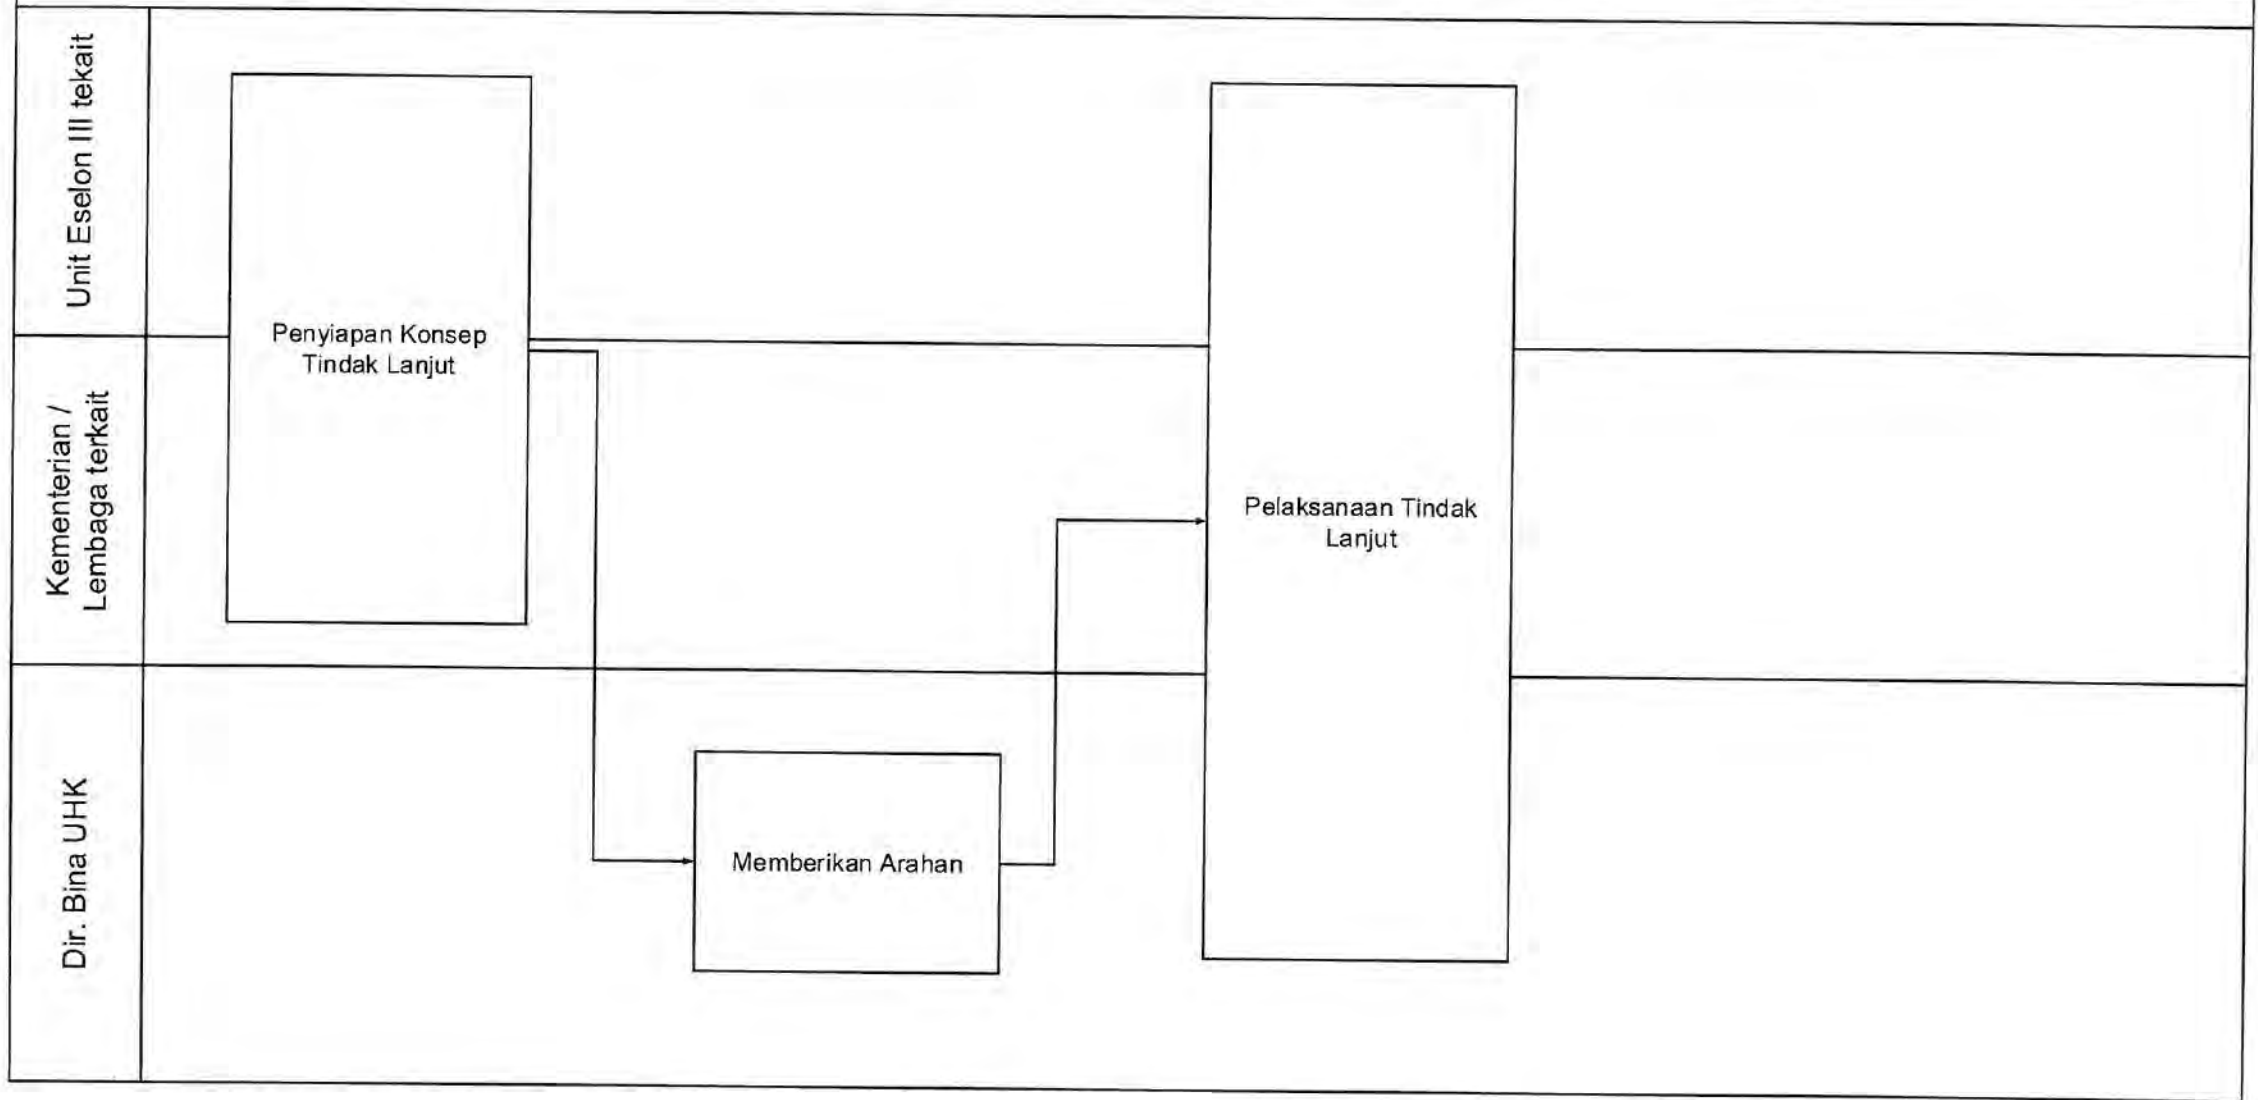 Unit Eselon III tekait
Penyiapan Konsep
Tindak Lanjut
Kementerian /
Lembaga terkait
Pelaksanaan Tindak
Lanjut
Dir. Bina UHK
Memberikan Arahan